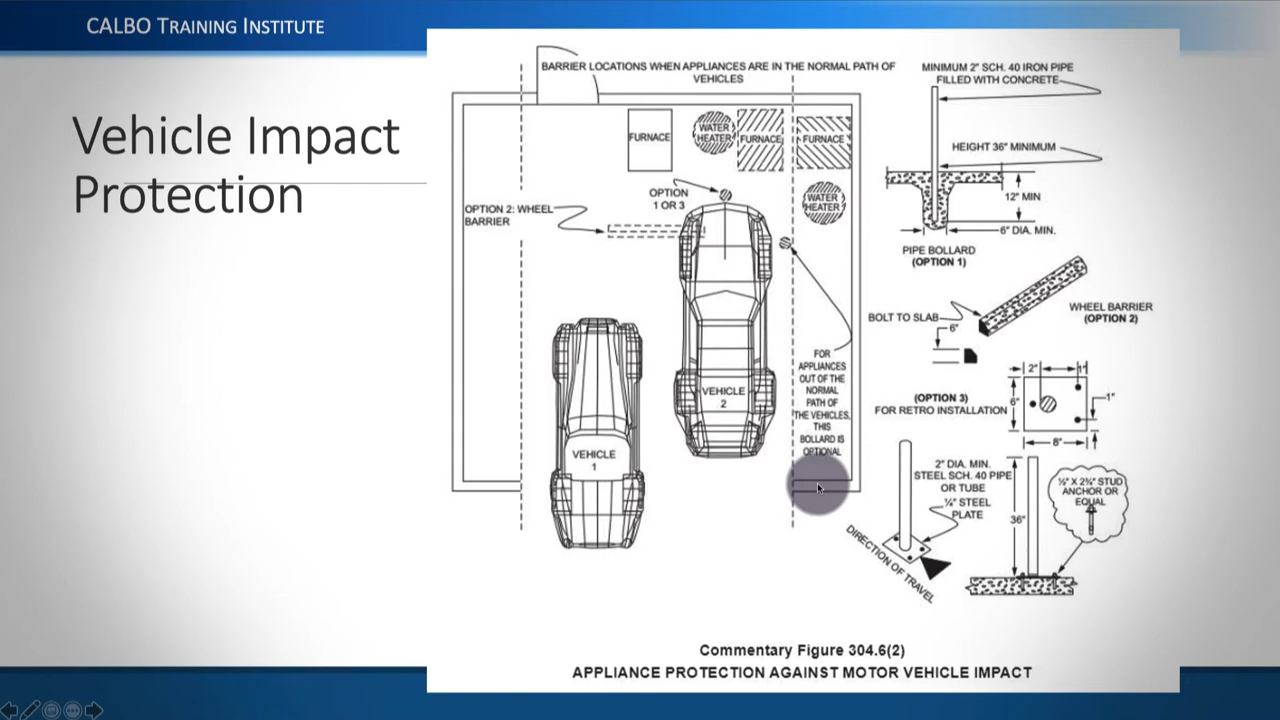 CALBO TRAINING INSTITUTE
Vehicle Impact
Protection
BARRIER LOCATIONS WHEN APPLIANCES ARE IN THE NORMAL PATH OF
VEHICLES
FURNACE
WATER
HEATER
FURNACE
FURNACE
WATER
HEATER
OPTION
1 OR 3
OPTION 2: WHEEL
BARRIER
VEHICLE
1
VEHICLE
2
FOR
APPLIANCES
OUT OF THE
NORMAL
PATH OF
THE VEHICLES,
THIS
BOLLARD IS
OPTIONAL
MINIMUM 2" SCH. 40 IRON PIPE
FILLED WITH CONCRETE
HEIGHT 36" MINIMUM
12" MIN
6" DIA. MIN.
PIPE BOLLARD
(OPTION 1)
BOLT TO SLAB
6"
WHEEL BARRIER
(OPTION 2)
2"
1"
(OPTION 3)
FOR RETRO INSTALLATION
6"
1"
8"
2" DIA. MIN.
STEEL SCH. 40 PIPE
OR TUBE
¼" STEEL
PLATE
36"
½" X 2¾" STUD
ANCHOR OR
EQUAL
DIRECTION OF TRAVEL
Commentary Figure 304.6(2)
APPLIANCE PROTECTION AGAINST MOTOR VEHICLE IMPACT